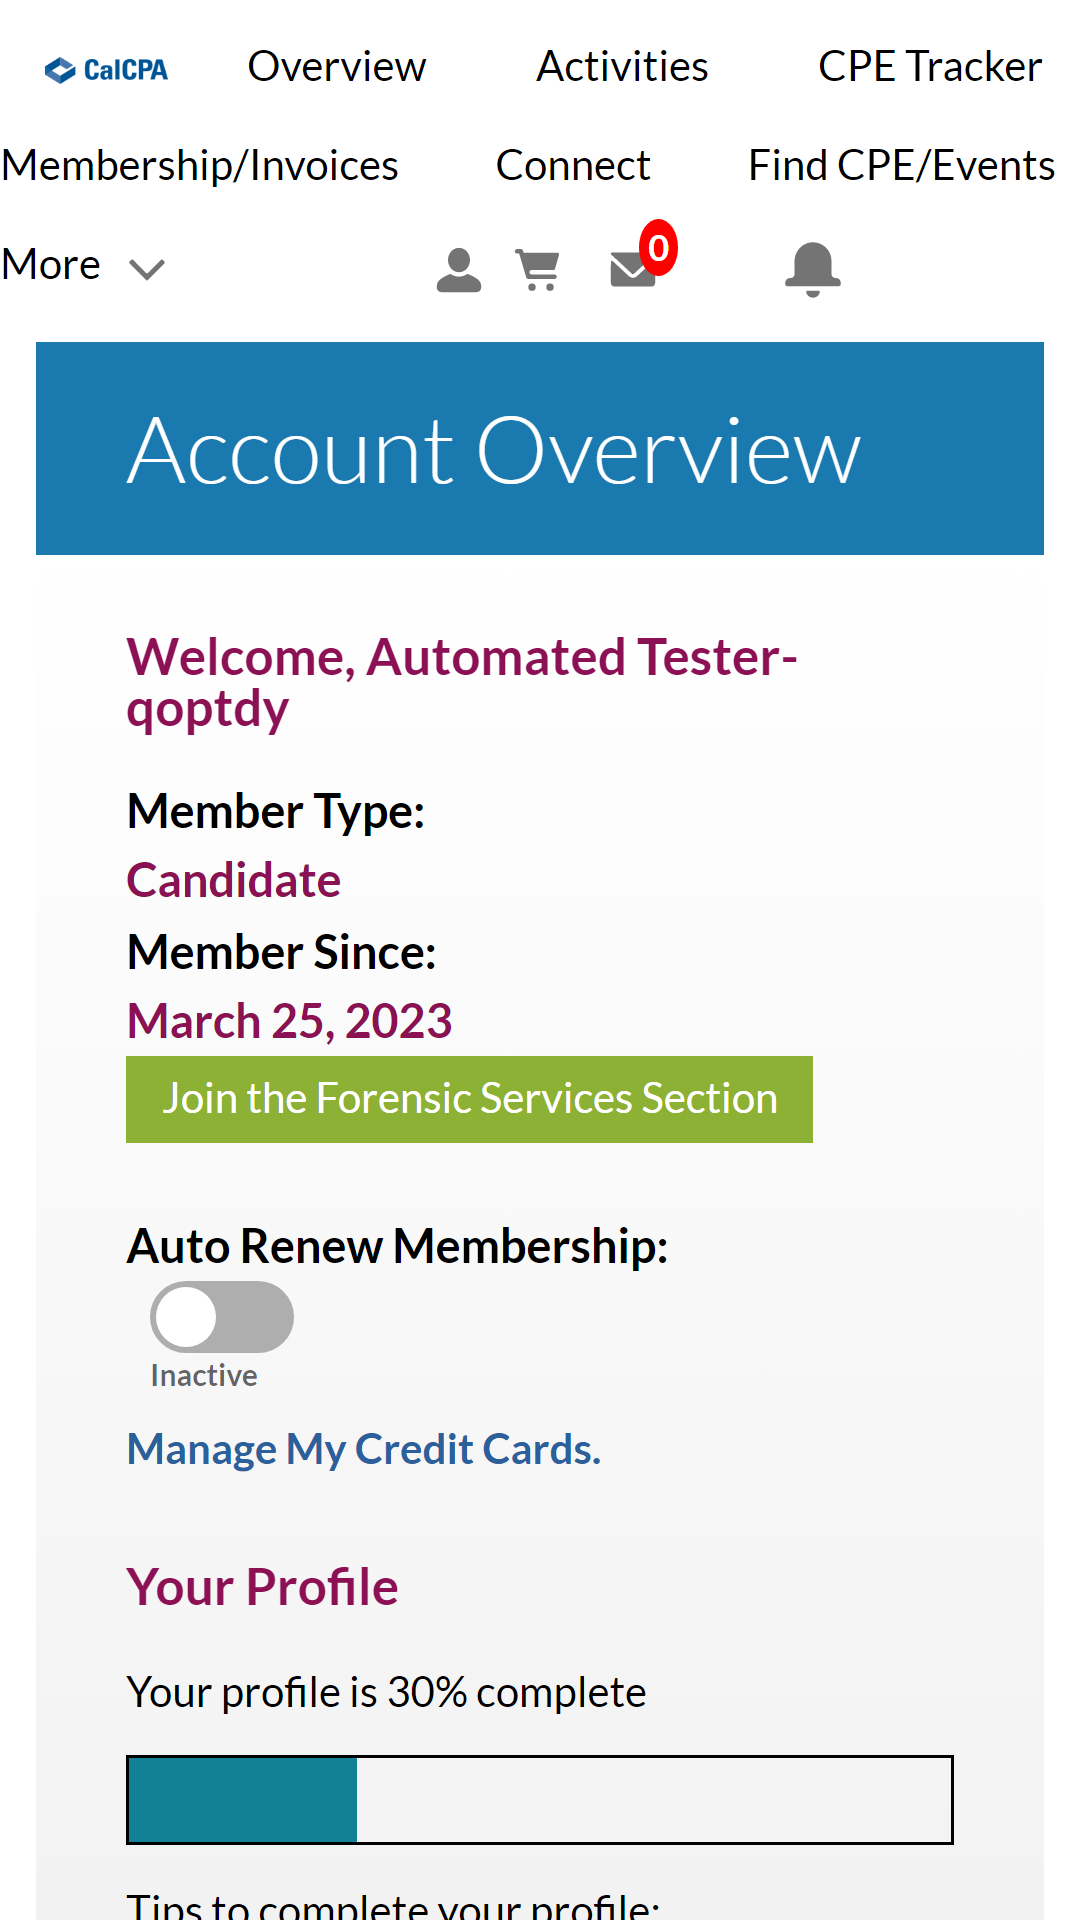 CalCPA Overview Activities CPE Tracker
Membership/Invoices Connect Find CPE/Events
More 0
Account Overview
Welcome, Automated Tester-
qoptdy
Member Type:
Candidate
Member Since:
March 25, 2023
Join the Forensic Services Section
Auto Renew Membership:
Inactive
Manage My Credit Cards.
Your Profile
Your profile is 30% complete
Tips to complete your profile: